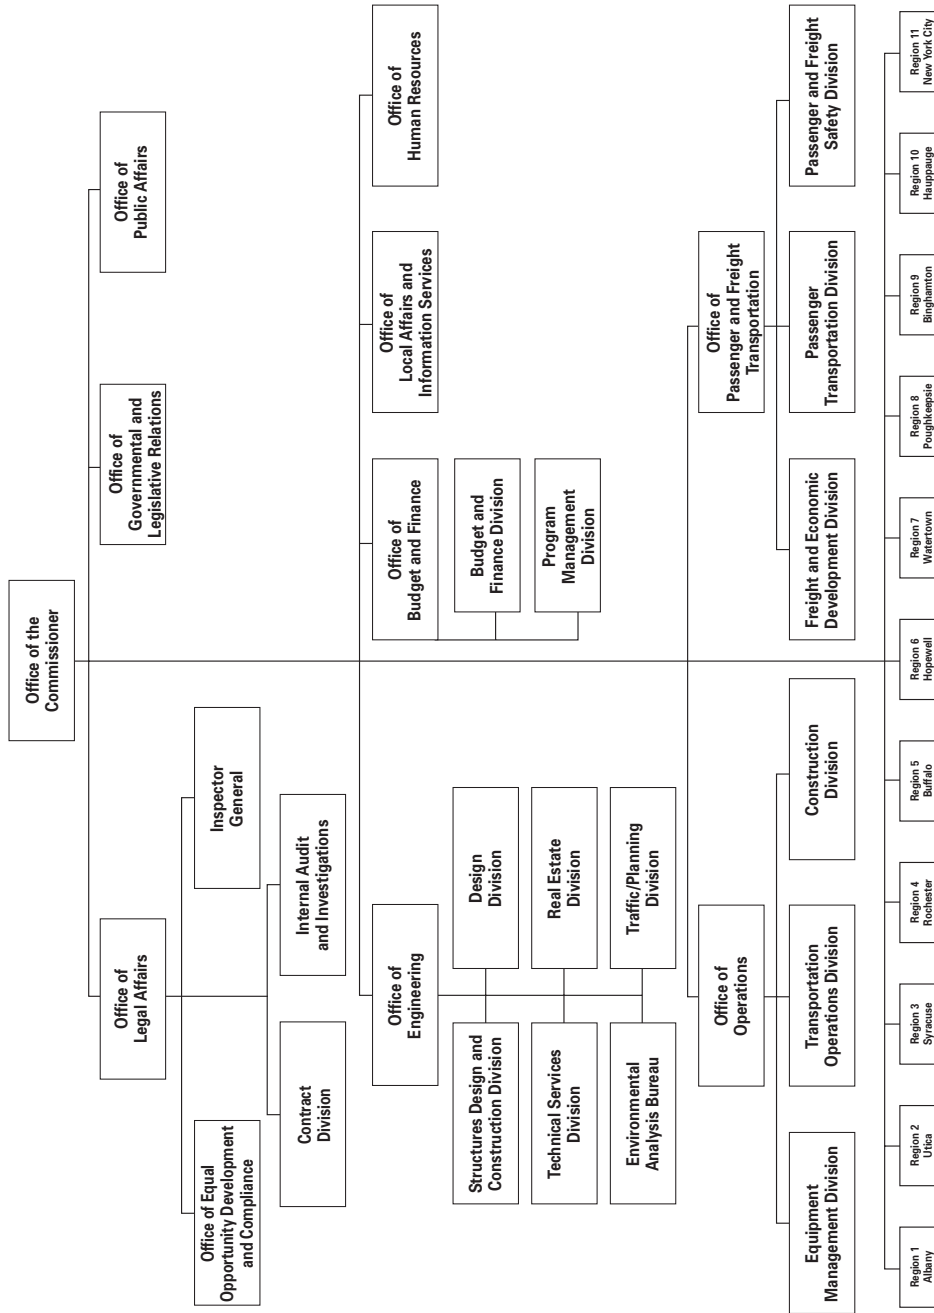 Office of the
Commissioner
Office of
Legal Affairs
Office of
Governmental and
Legislative Relations
Office of
Public Affairs
Office of Equal
Opportunity Development
and Compliance
Inspector
General
Contract
Division
Internal Audit
and Investigations
Office of
Engineering
Office of
Budget and Finance
Office of
Local Affairs and
Information Services
Office of
Human Resources
Structures Design and
Construction Division
Design
Division
Budget and
Finance Division
Technical Services
Division
Real Estate
Division
Program
Management
Division
Environmental
Analysis Bureau
Traffic/Planning
Division
Office of
Operations
Office of
Passenger and Freight
Transportation
Equipment
Management Division
Transportation
Operations Division
Construction
Division
Freight and Economic
Development Division
Passenger
Transportation Division
Passenger and Freight
Safety Division
Region 1
Albany
Region 2
Utica
Region 3
Syracuse
Region 4
Rochester
Region 5
Buffalo
Region 6
Hopewell
Region 7
Watertown
Region 8
Poughkeepsie
Region 9
Binghamton
Region 10
Hauppauge
Region 11
New York City